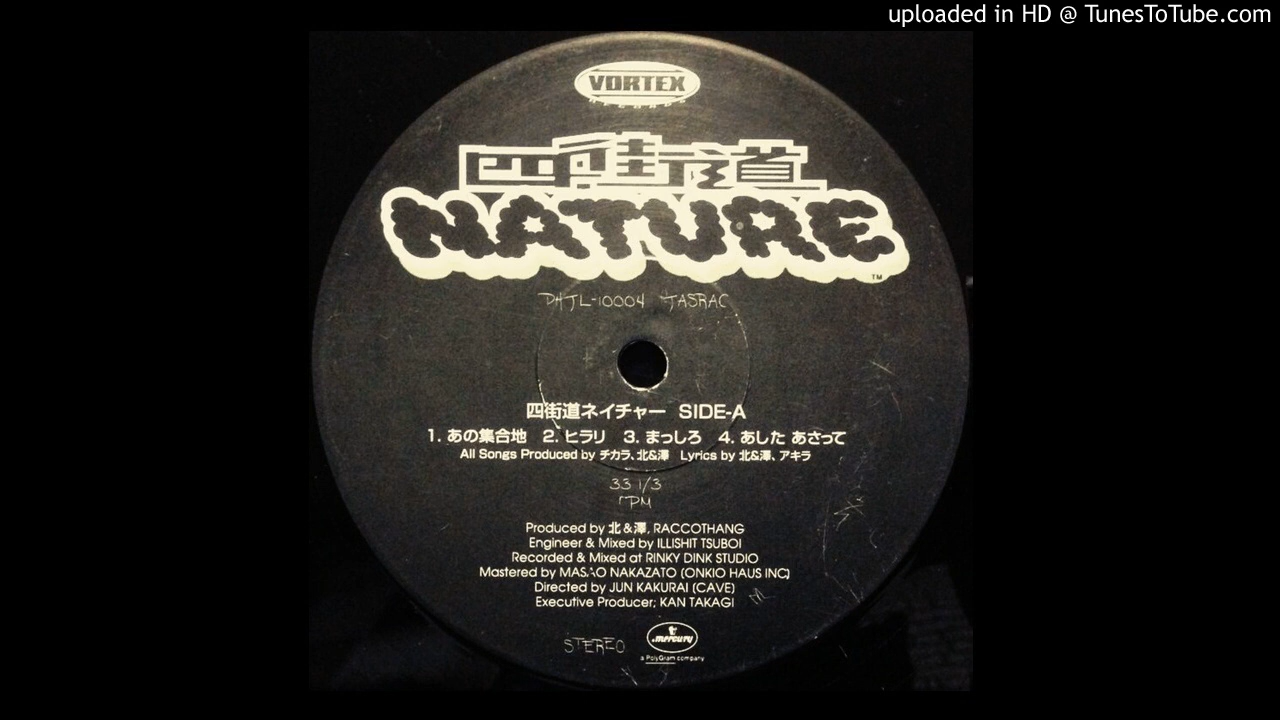 uploaded in HD @ TunesToTube.com
VORTEX
RECORDS
四街道
NATURE
TM
PHJL-10004 JASRAC
四街道ネイチャー SIDE-A
1. あの集合地 2. ヒラリ 3. まっしろ 4. あした あさって
All Songs Produced by チカラ、北&澤 Lyrics by 北&澤、アキラ
33 1/3
rPM
Produced by 北&澤, RACCOTHANG
Engineer & Mixed by ILLISHIT TSUBOI
Recorded & Mixed at RINKY DINK STUDIO
Mastered by MASAO NAKAZATO (ONKIO HAUS INC)
Directed by JUN KAKURAI (CAVE)
Executive Producer; KAN TAKAGI
STEREO
mercury
a PolyGram company